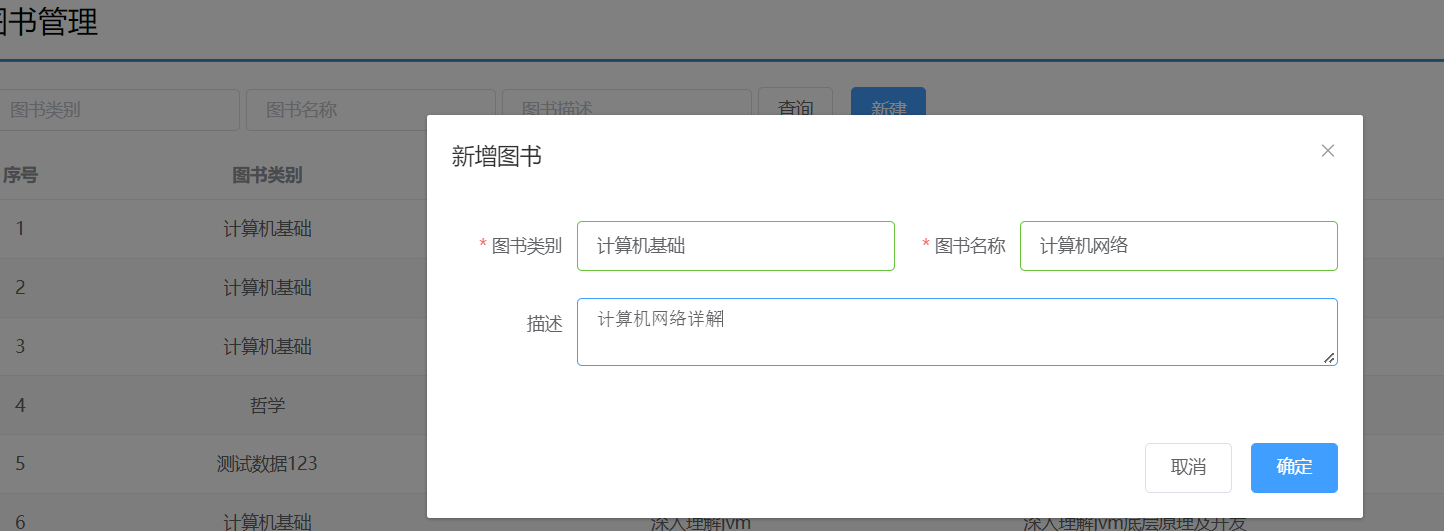 图书管理
图书类别 图书名称 图书描述 查询 新建
新增图书
序号 图书类别
* 图书类别 计算机基础 * 图书名称 计算机网络
1 计算机基础
2 计算机基础
描述 计算机网络详解
3 计算机基础
4 哲学
5 测试数据123
取消 确定
6 计算机基础 深入理解jvm 深入理解jvm底层原理及开发